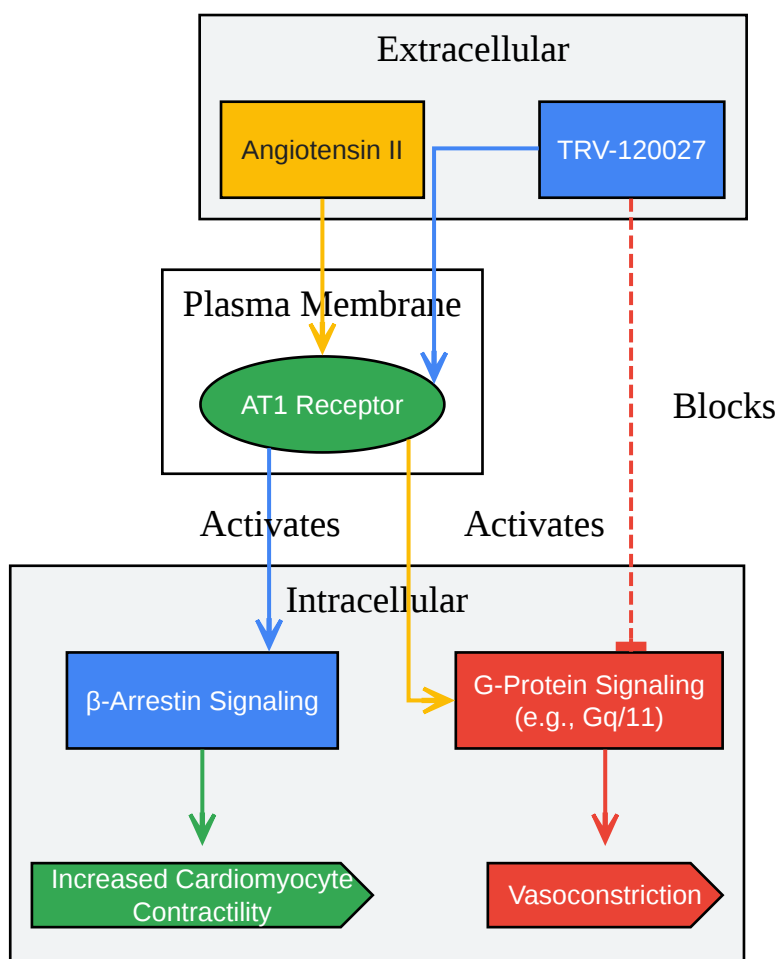 Extracellular
Angiotensin II
TRV-120027
Plasma Membrane
AT1 Receptor
Blocks
Activates
Activates
Intracellular
β-Arrestin Signaling
G-Protein Signaling
(e.g., Gq/11)
Increased Cardiomyocyte
Contractility
Vasoconstriction